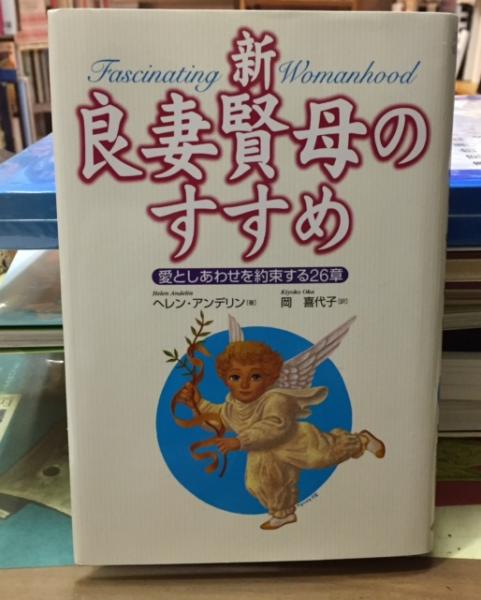 新
Fascinating Womanhood
良妻賢母の
すすめ
愛としあわせを約束する26章
Helen Andelin Kiyoko Oka
ヘレン・アンデリン(著) 岡 喜代子(訳)